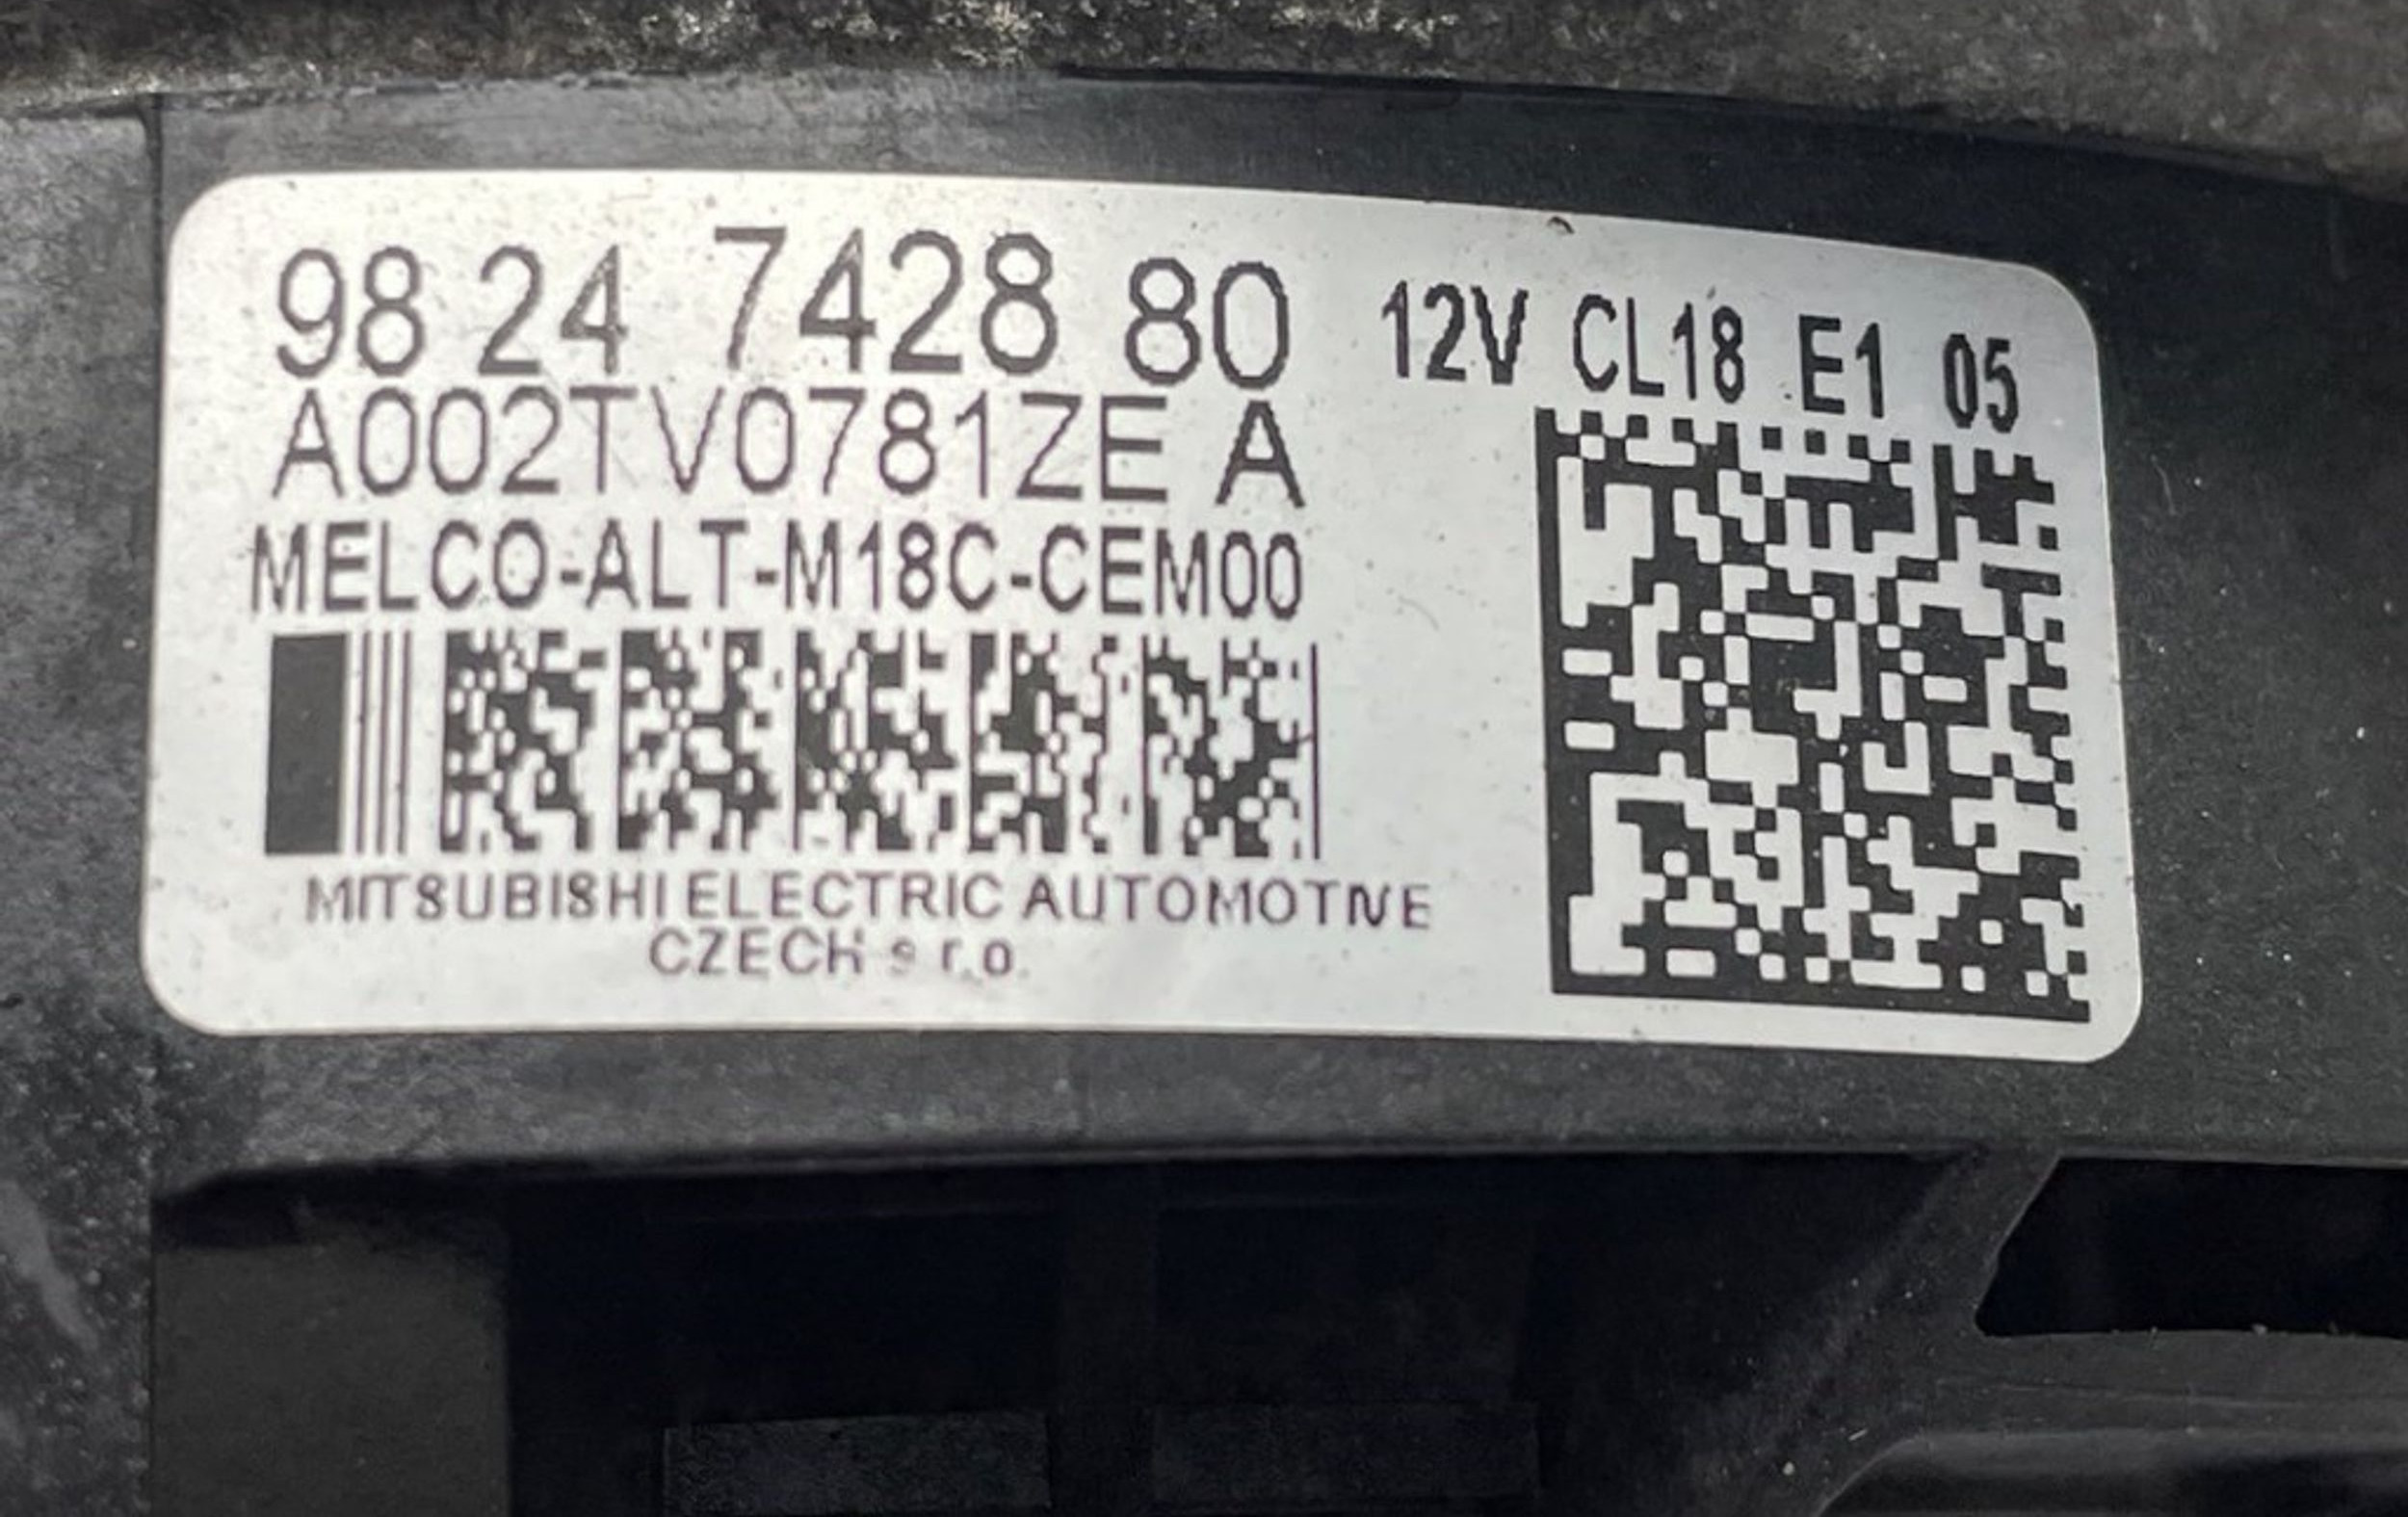 98 24 7428 80 12V CL18 E1 05
A002TV0781ZE A
MELCO-ALT-M18C-CEM00
MITSUBISHI ELECTRIC AUTOMOTIVE
CZECH s r.o.